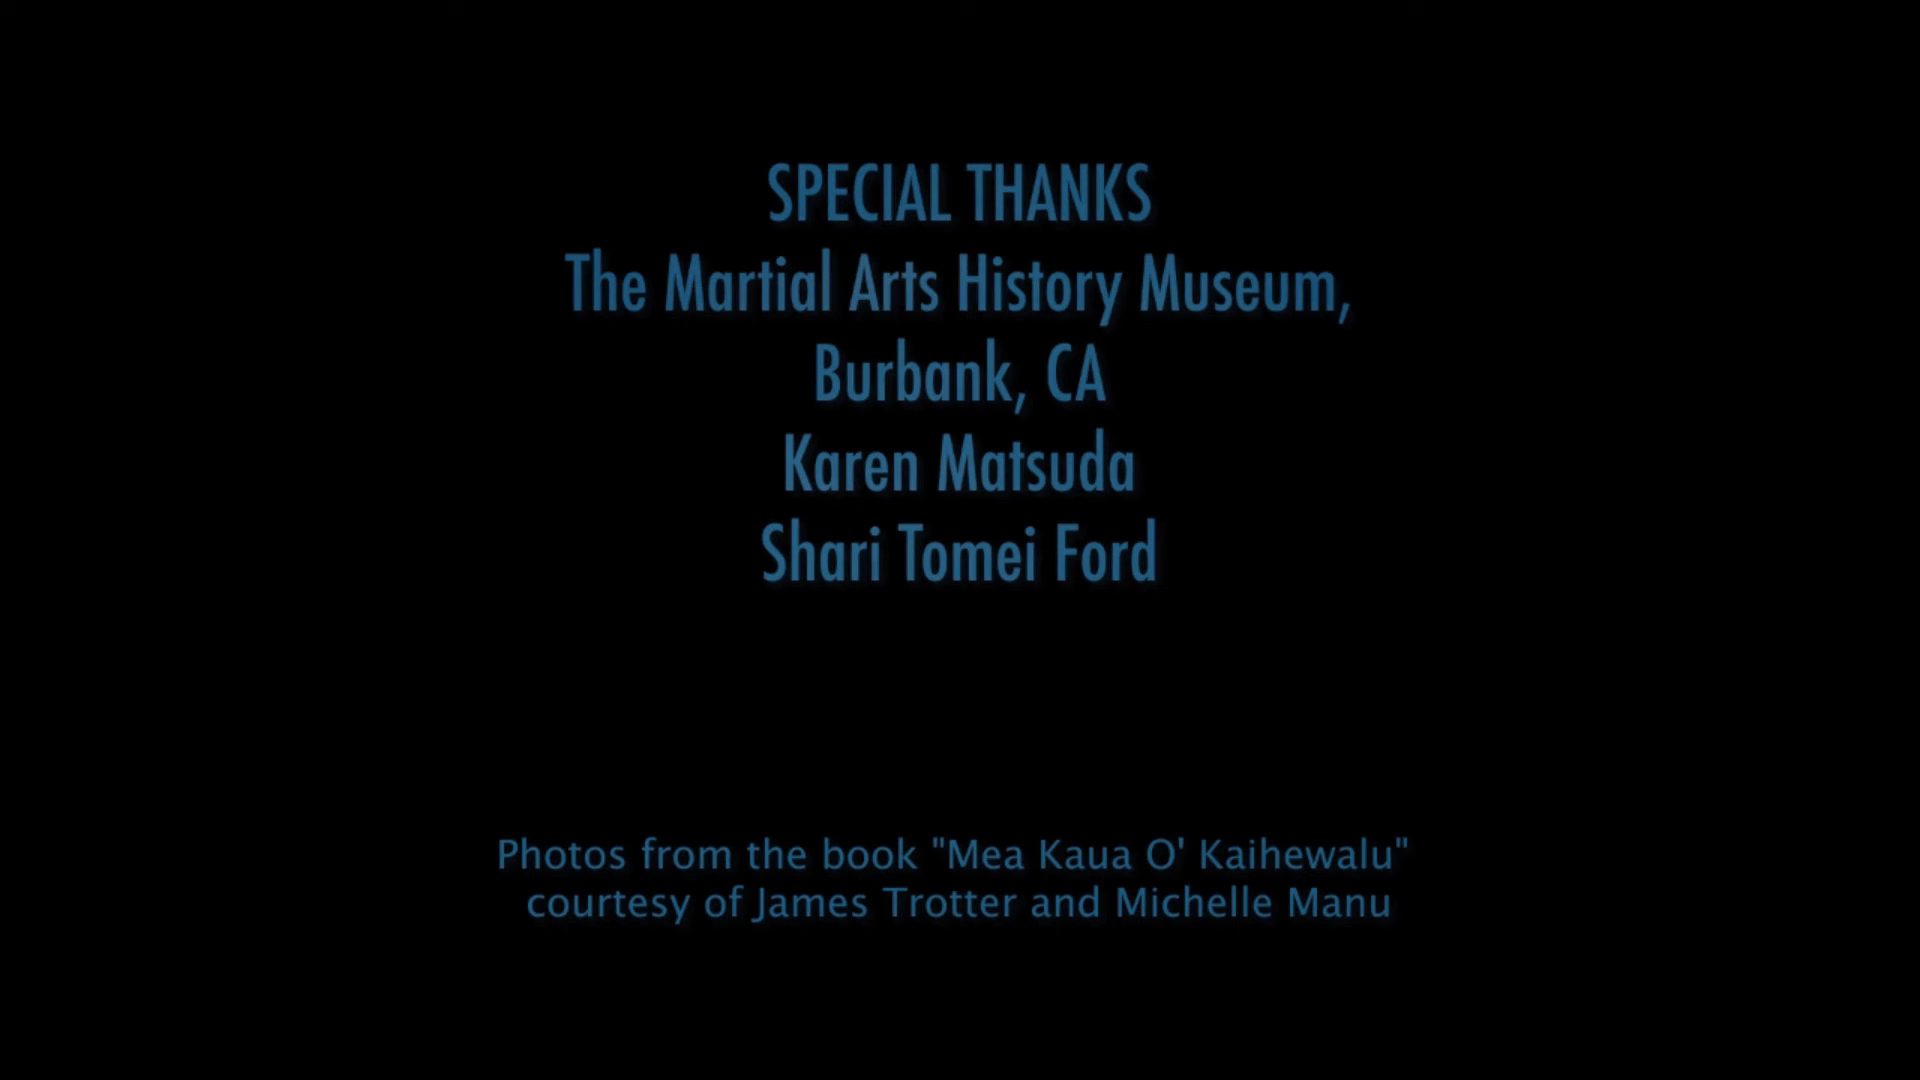 SPECIAL THANKS
The Martial Arts History Museum,
Burbank, CA
Karen Matsuda
Shari Tomei Ford
Photos from the book "Mea Kaua O' Kaihewalu"
courtesy of James Trotter and Michelle Manu